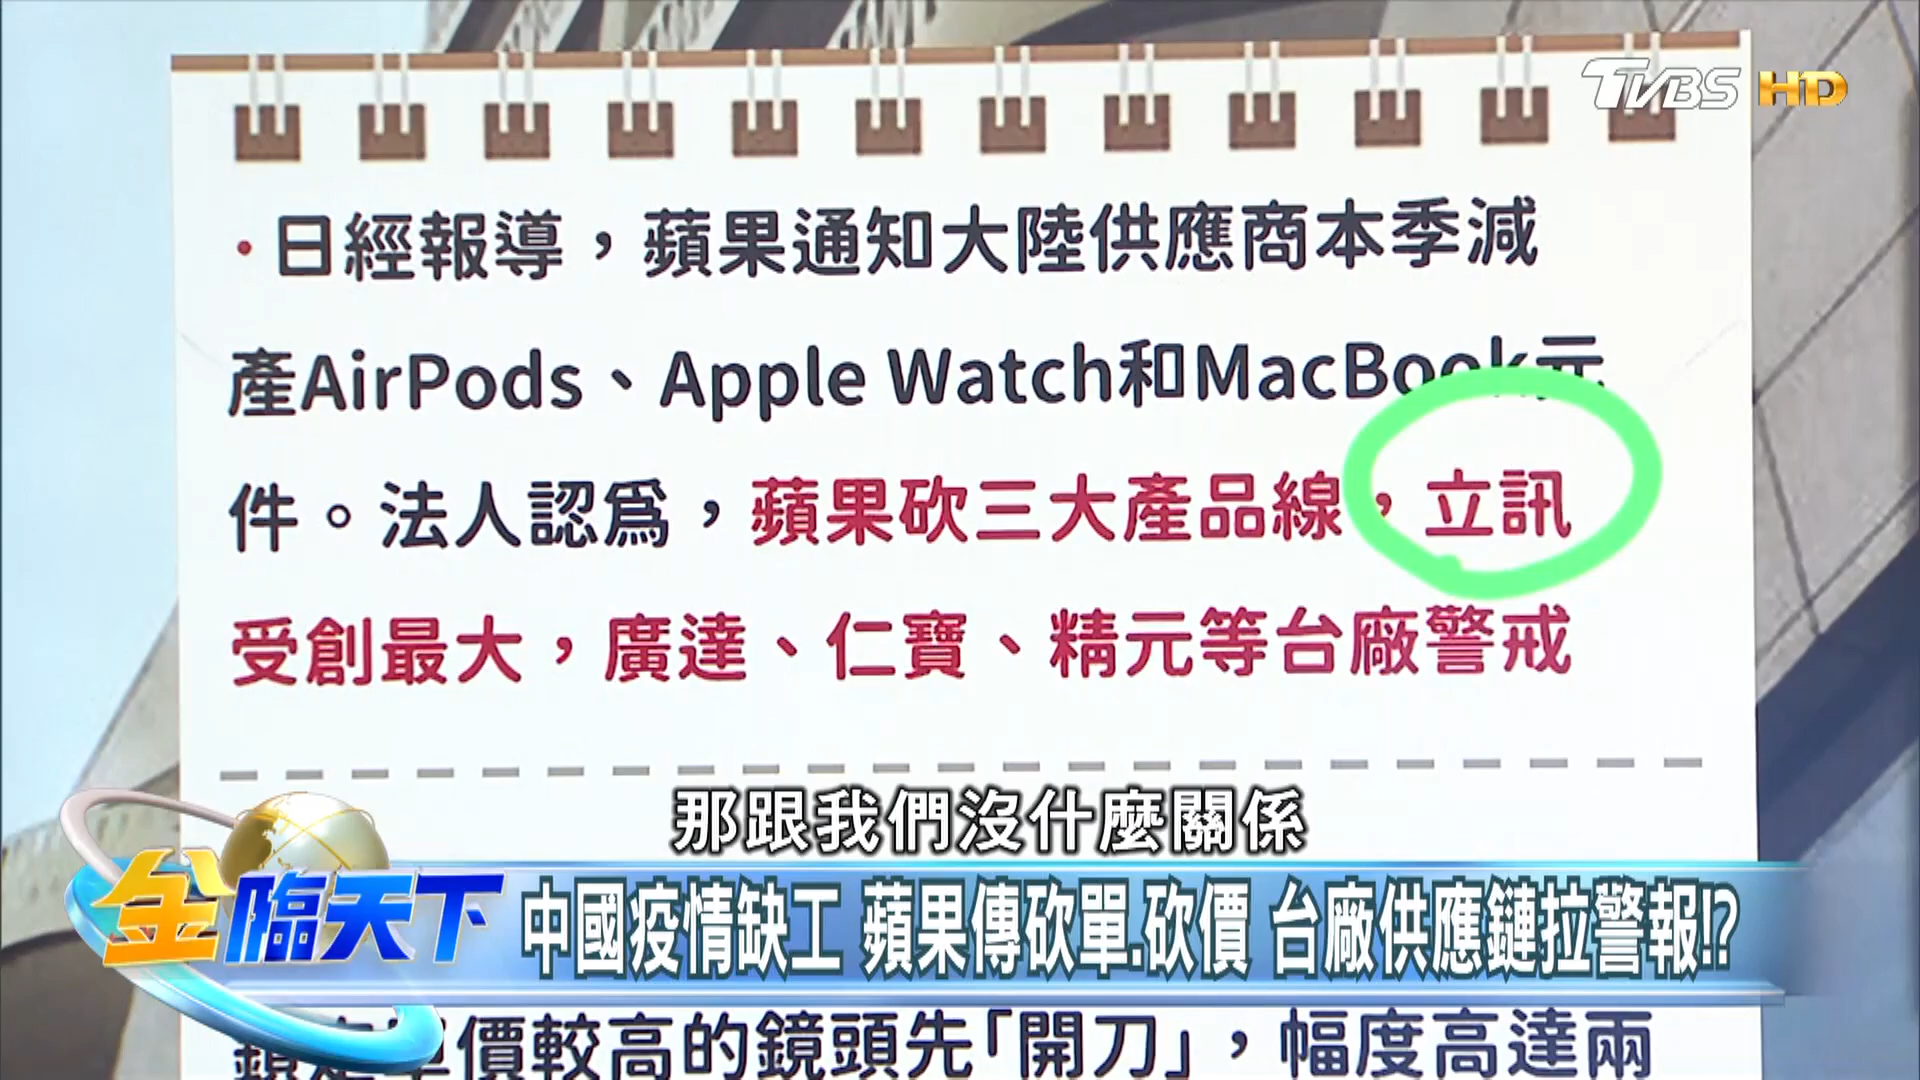 TVBS HD
·日經報導，蘋果通知大陸供應商本季減
產AirPods、Apple Watch和MacBook元
件。法人認爲，蘋果砍三大產品線，立訊
受創最大，廣達、仁寶、精元等台廠警戒
那跟我們沒什麼關係
金臨天下
中國疫情缺工 蘋果傳砍單.砍價 台廠供應鏈拉警報!?
單價較高的鏡頭先「開刀」，幅度高達兩